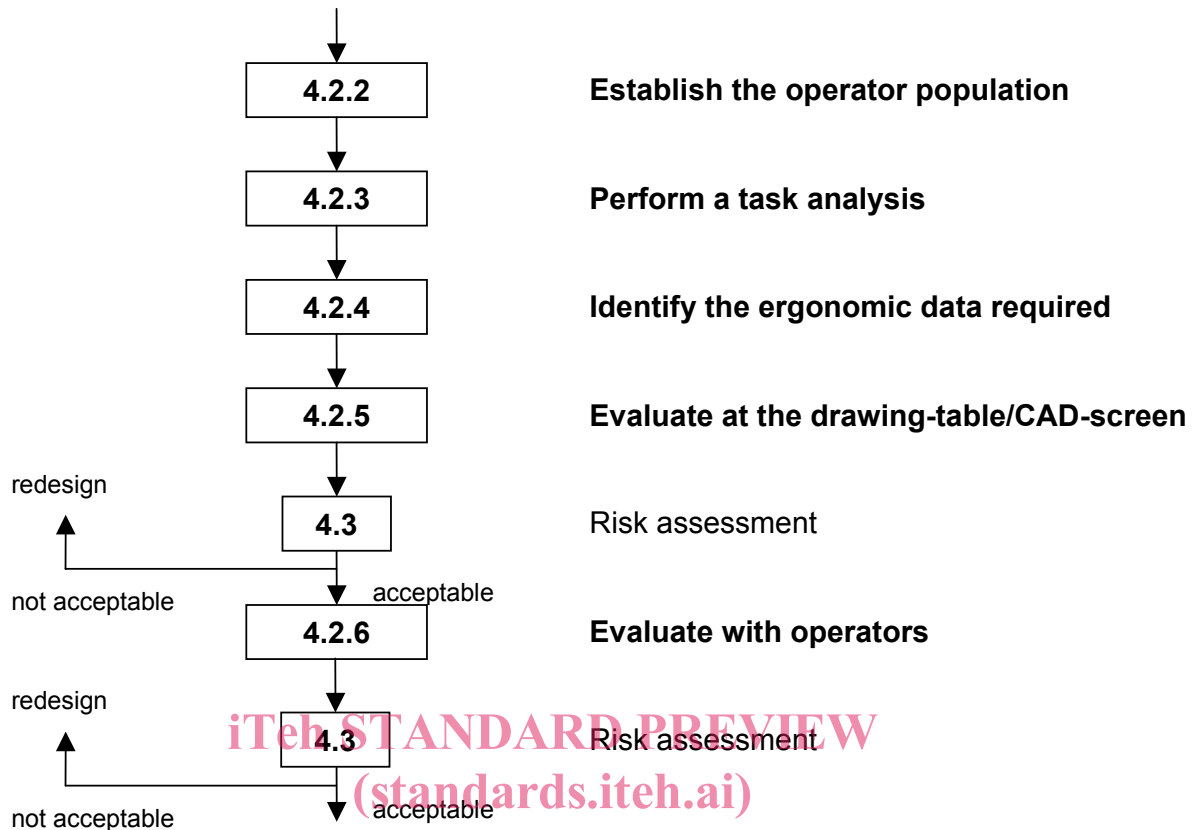 4.2.2 Establish the operator population
4.2.3 Perform a task analysis
4.2.4 Identify the ergonomic data required
4.2.5 Evaluate at the drawing-table/CAD-screen
redesign
4.3 Risk assessment
not acceptable acceptable
4.2.6 Evaluate with operators
redesign
iTeh STANDARD PREVIEW
4.3 Risk assessment
(standards.iteh.ai)
not acceptable acceptable